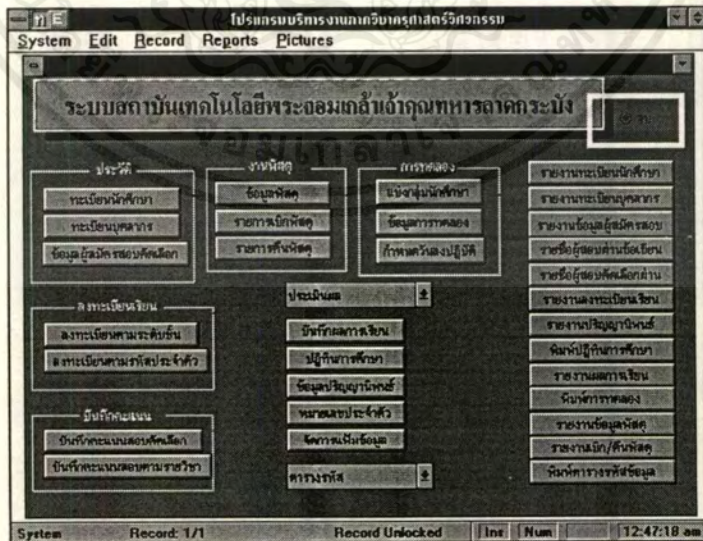 โปรแกรมบริหารงานภาควิชาครุศาสตร์วิศวกรรม
System Edit Record Reports Pictures
ระบบสถาบันเทคโนโลยีพระจอมเกล้าเจ้าคุณทหารลาดกระบัง
ประวัติ
ทะเบียนนักศึกษา
ทะเบียนบุคลากร
ข้อมูลผู้สมัครสอบคัดเลือก
งานพัสดุ
ข้อมูลพัสดุ
รายการเบิกพัสดุ
รายการคืนพัสดุ
การทดลอง
แบ่งกลุ่มนักศึกษา
ข้อมูลการทดลอง
กำหนดวันลงปฏิบัติ
ลงทะเบียนเรียน
ลงทะเบียนตามระดับชั้น
ลงทะเบียนตามรหัสประจำตัว
บันทึกคะแนน
บันทึกคะแนนสอบคัดเลือก
บันทึกคะแนนสอบตามรายวิชา
ประเมินผล
บันทึกผลการเรียน
ปฏิทินการศึกษา
ข้อมูลปริญญานิพนธ์
หมายเลขประจำตัว
จัดการแฟ้มข้อมูล
ตารางรหัส
รายงานทะเบียนนักศึกษา
รายงานทะเบียนบุคลากร
รายงานข้อมูลผู้สมัครสอบ
รายชื่อผู้สอบผ่านข้อเขียน
รายชื่อผู้สอบคัดเลือกผ่าน
รายงานลงทะเบียนเรียน
รายงานปริญญานิพนธ์
พิมพ์ปฏิทินการศึกษา
รายงานผลการเรียน
พิมพ์การทดลอง
รายงานข้อมูลพัสดุ
รายงานเบิก/คืนพัสดุ
พิมพ์ตารางรหัสข้อมูล
System Record: 1/1 Record Unlocked Ins Num 12:47:18 am